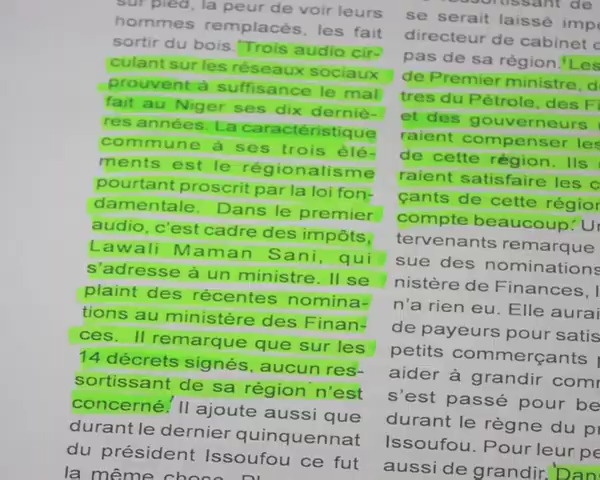 sur pied, la peur de voir leurs
hommes remplacés, les fait
sortir du bois. Trois audio cir-
culant sur les réseaux sociaux
prouvent à suffisance le mal
fait au Niger ses dix derniè-
res années. La caractéristique
commune à ses trois élé-
ments est le régionalisme
pourtant proscrit par la loi fon-
damentale. Dans le premier
audio, c'est cadre des impôts,
Lawali Maman Sani, qui
s'adresse à un ministre. Il se
plaint des récentes nomina-
tions au ministère des Finan-
ces. Il remarque que sur les
14 décrets signés, aucun res-
sortissant de sa région n'est
concerné. Il ajoute aussi que
durant le dernier quinquennat
du président Issoufou ce fut
la même chose.
se serait laissé
directeur de cabinet
pas de sa région. Les
de Premier ministre,
tres du Pétrole, des
et des gouverneurs
raient compenser les
de cette région. Ils
raient satisfaire les
çants de cette
compte beaucoup.
tervenants remarque
sue des nominations
nistère de Finances,
n'a rien eu. Elle
de payeurs pour
petits commerçants
aider à grandir
s'est passé pour
durant le règne du
Issoufou. Pour leur
aussi de grandir.